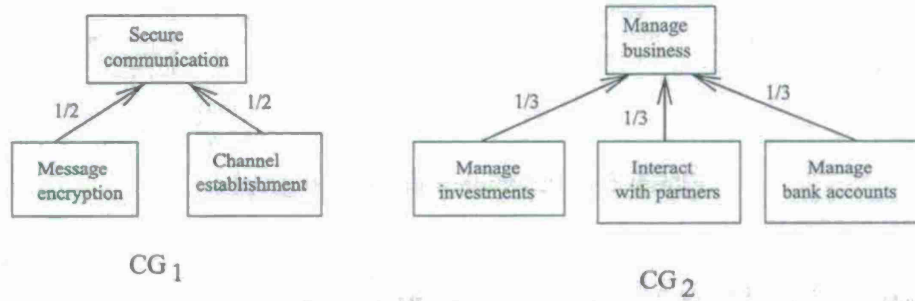 Secure
communication
1/2
1/2
Message
encryption
Channel
establishment
CG1
Manage
business
1/3
1/3
1/3
Manage
investments
Interact
with partners
Manage
bank accounts
CG2